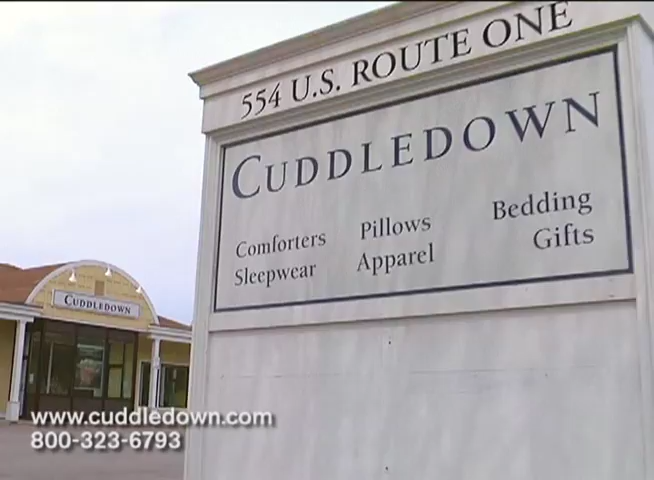 554 U.S. ROUTE ONE
CUDDLEDOWN
Comforters Pillows Bedding
Sleepwear Apparel Gifts
CUDDLEDOWN
www.cuddledown.com
800-323-6793